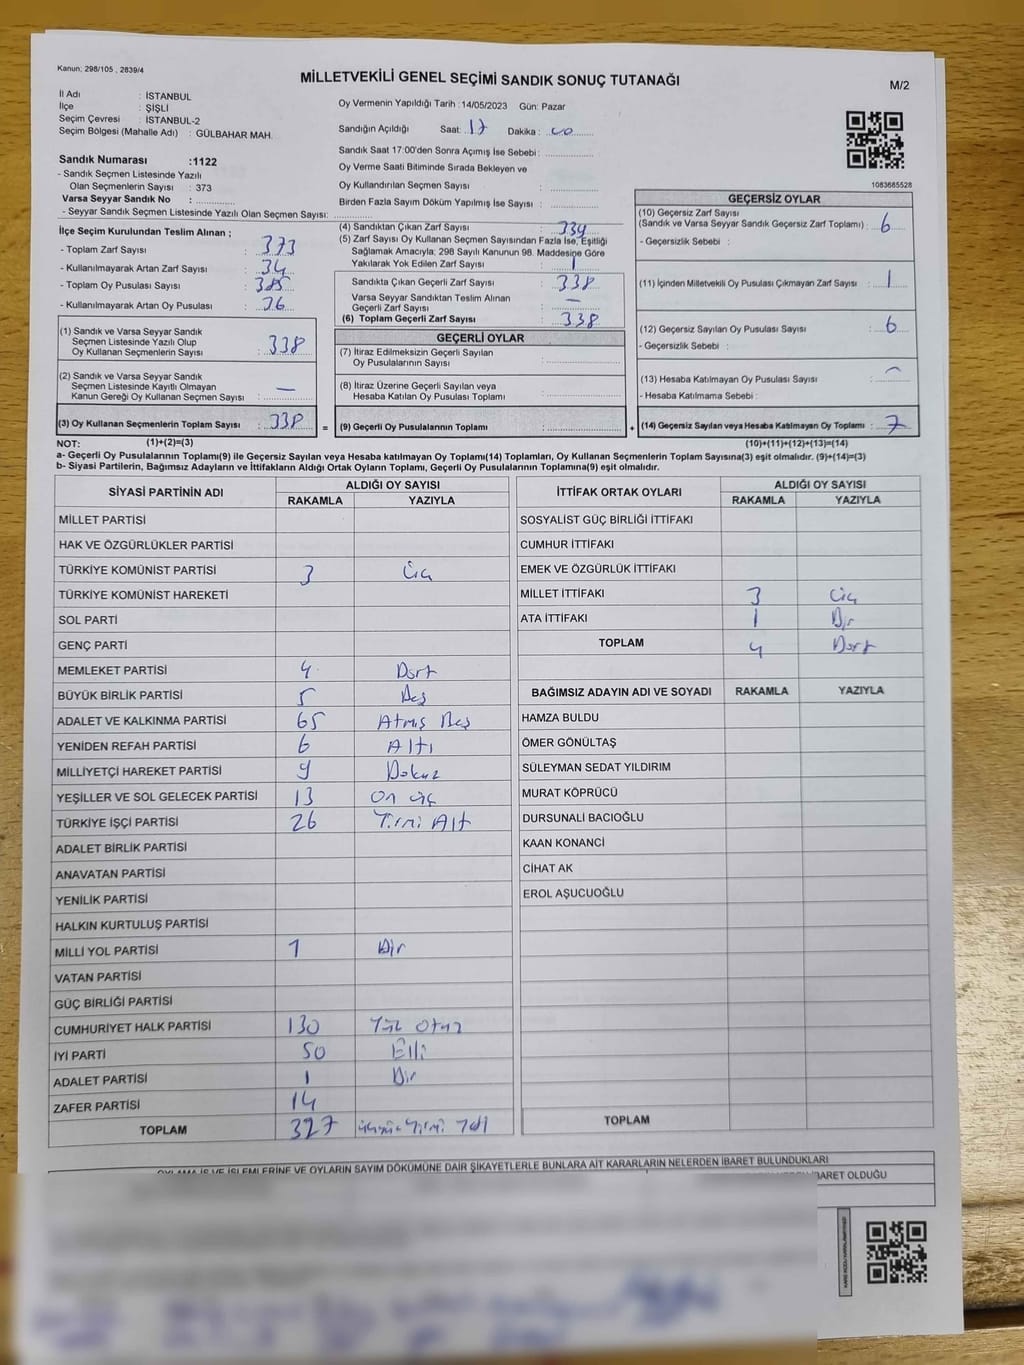 Kanun; 298/105 , 2839/4
MİLLETVEKİLİ GENEL SEÇİMİ SANDIK SONUÇ TUTANAĞI
M/2
İl Adı : İSTANBUL
İlçe : ŞİŞLİ
Seçim Çevresi : İSTANBUL-2
Seçim Bölgesi (Mahalle Adı) : GÜLBAHAR MAH.
Sandık Numarası :1122
- Sandık Seçmen Listesinde Yazılı
Olan Seçmenlerin Sayısı : 373
Varsa Seyyar Sandık No :
- Seyyar Sandık Seçmen Listesinde Yazılı Olan Seçmen Sayısı:
Oy Vermenin Yapıldığı Tarih :14/05/2023 Gün: Pazar
Sandığın Açıldığı Saat: 17 Dakika : 00
Sandık Saat 17:00'den Sonra Açılmış İse Sebebi :
Oy Verme Saati Bitiminde Sırada Bekleyen ve
Oy Kullandırılan Seçmen Sayısı :
Birden Fazla Sayım Döküm Yapılmış İse Sayısı :
1083685528
İlçe Seçim Kurulundan Teslim Alınan ;
- Toplam Zarf Sayısı : 373
- Kullanılmayarak Artan Zarf Sayısı : 34
- Toplam Oy Pusulası Sayısı : 385
- Kullanılmayarak Artan Oy Pusulası :
(1) Sandık ve Varsa Seyyar Sandık
Seçmen Listesinde Yazılı Olup
Oy Kullanan Seçmenlerin Sayısı : 338
(2) Sandık ve Varsa Seyyar Sandık
Seçmen Listesinde Kayıtlı Olmayan
Kanun Gereği Oy Kullanan Seçmen Sayısı : —
(3) Oy Kullanan Seçmenlerin Toplam Sayısı : 338
(4) Sandıktan Çıkan Zarf Sayısı : 339
(5) Zarf Sayısı Oy Kullanan Seçmen Sayısından Fazla İse, Eşitliği
Sağlamak Amacıyla; 298 Sayılı Kanunun 98. Maddesine Göre
Yakılarak Yok Edilen Zarf Sayısı : 1
Sandıkta Çıkan Geçerli Zarf Sayısı : 338
Varsa Seyyar Sandıktan Teslim Alınan
Geçerli Zarf Sayısı : —
(6) Toplam Geçerli Zarf Sayısı : 338
GEÇERLİ OYLAR
(7) İtiraz Edilmeksizin Geçerli Sayılan
Oy Pusulalarının Sayısı :
(8) İtiraz Üzerine Geçerli Sayılan veya
Hesaba Katılan Oy Pusulası Toplamı :
= (9) Geçerli Oy Pusulalarının Toplamı : +
GEÇERSİZ OYLAR
(10) Geçersiz Zarf Sayısı
(Sandık ve Varsa Seyyar Sandık Geçersiz Zarf Toplamı) : 6
- Geçersizlik Sebebi :
(11) İçinden Milletvekili Oy Pusulası Çıkmayan Zarf Sayısı : 1
(12) Geçersiz Sayılan Oy Pusulası Sayısı : 6
- Geçersizlik Sebebi :
(13) Hesaba Katılmayan Oy Pusulası Sayısı :
- Hesaba Katılmama Sebebi :
(14) Geçersiz Sayılan veya Hesaba Katılmayan Oy Toplamı : 7
NOT: (1)+(2)=(3) (10)+(11)+(12)+(13)=(14)
a- Geçerli Oy Pusulalarının Toplamı(9) ile Geçersiz Sayılan veya Hesaba katılmayan Oy Toplamı(14) Toplamları, Oy Kullanan Seçmenlerin Toplam Sayısına(3) eşit olmalıdır. (9)+(14)=(3)
b- Siyasi Partilerin, Bağımsız Adayların ve İttifakların Aldığı Ortak Oyların Toplamı, Geçerli Oy Pusulalarının Toplamına(9) eşit olmalıdır.
SİYASİ PARTİNİN ADI ALDIĞI OY SAYISI
RAKAMLA YAZIYLA
MİLLET PARTİSİ
HAK VE ÖZGÜRLÜKLER PARTİSİ
TÜRKİYE KOMÜNİST PARTİSİ 3 Üç
TÜRKİYE KOMÜNİST HAREKETİ
SOL PARTİ
GENÇ PARTİ
MEMLEKET PARTİSİ 4 Dört
BÜYÜK BİRLİK PARTİSİ 5 Beş
ADALET VE KALKINMA PARTİSİ 65 Atmış Beş
YENİDEN REFAH PARTİSİ 6 Altı
MİLLİYETÇİ HAREKET PARTİSİ 9 Dokuz
YEŞİLLER VE SOL GELECEK PARTİSİ 13 On üç
TÜRKİYE İŞÇİ PARTİSİ 26 Yirmi Altı
ADALET BİRLİK PARTİSİ
ANAVATAN PARTİSİ
YENİLİK PARTİSİ
HALKIN KURTULUŞ PARTİSİ
MİLLİ YOL PARTİSİ 1 Bir
VATAN PARTİSİ
GÜÇ BİRLİĞİ PARTİSİ
CUMHURİYET HALK PARTİSİ 130 Yüz Otuz
İYİ PARTİ 50 Elli
ADALET PARTİSİ 1 Bir
ZAFER PARTİSİ 14
TOPLAM 327 üçyüz Yirmi Yedi
İTTİFAK ORTAK OYLARI ALDIĞI OY SAYISI
RAKAMLA YAZIYLA
SOSYALİST GÜÇ BİRLİĞİ İTTİFAKI
CUMHUR İTTİFAKI
EMEK VE ÖZGÜRLÜK İTTİFAKI
MİLLET İTTİFAKI 3 Üç
ATA İTTİFAKI 1 Bir
TOPLAM 4 Dört
BAĞIMSIZ ADAYIN ADI VE SOYADI RAKAMLA YAZIYLA
HAMZA BULDU
ÖMER GÖNÜLTAŞ
SÜLEYMAN SEDAT YILDIRIM
MURAT KÖPRÜCÜ
DURSUNALİ BACIOĞLU
KAAN KONANCİ
CİHAT AK
EROL AŞUCUOĞLU
TOPLAM
OYLAMA İŞ VE İŞLEMLERİNE VE OYLARIN SAYIM DÖKÜMÜNE DAİR ŞİKAYETLERLE BUNLARA AİT KARARLARIN NELERDEN İBARET BULUNDUKLARI
İBARET OLDUĞU